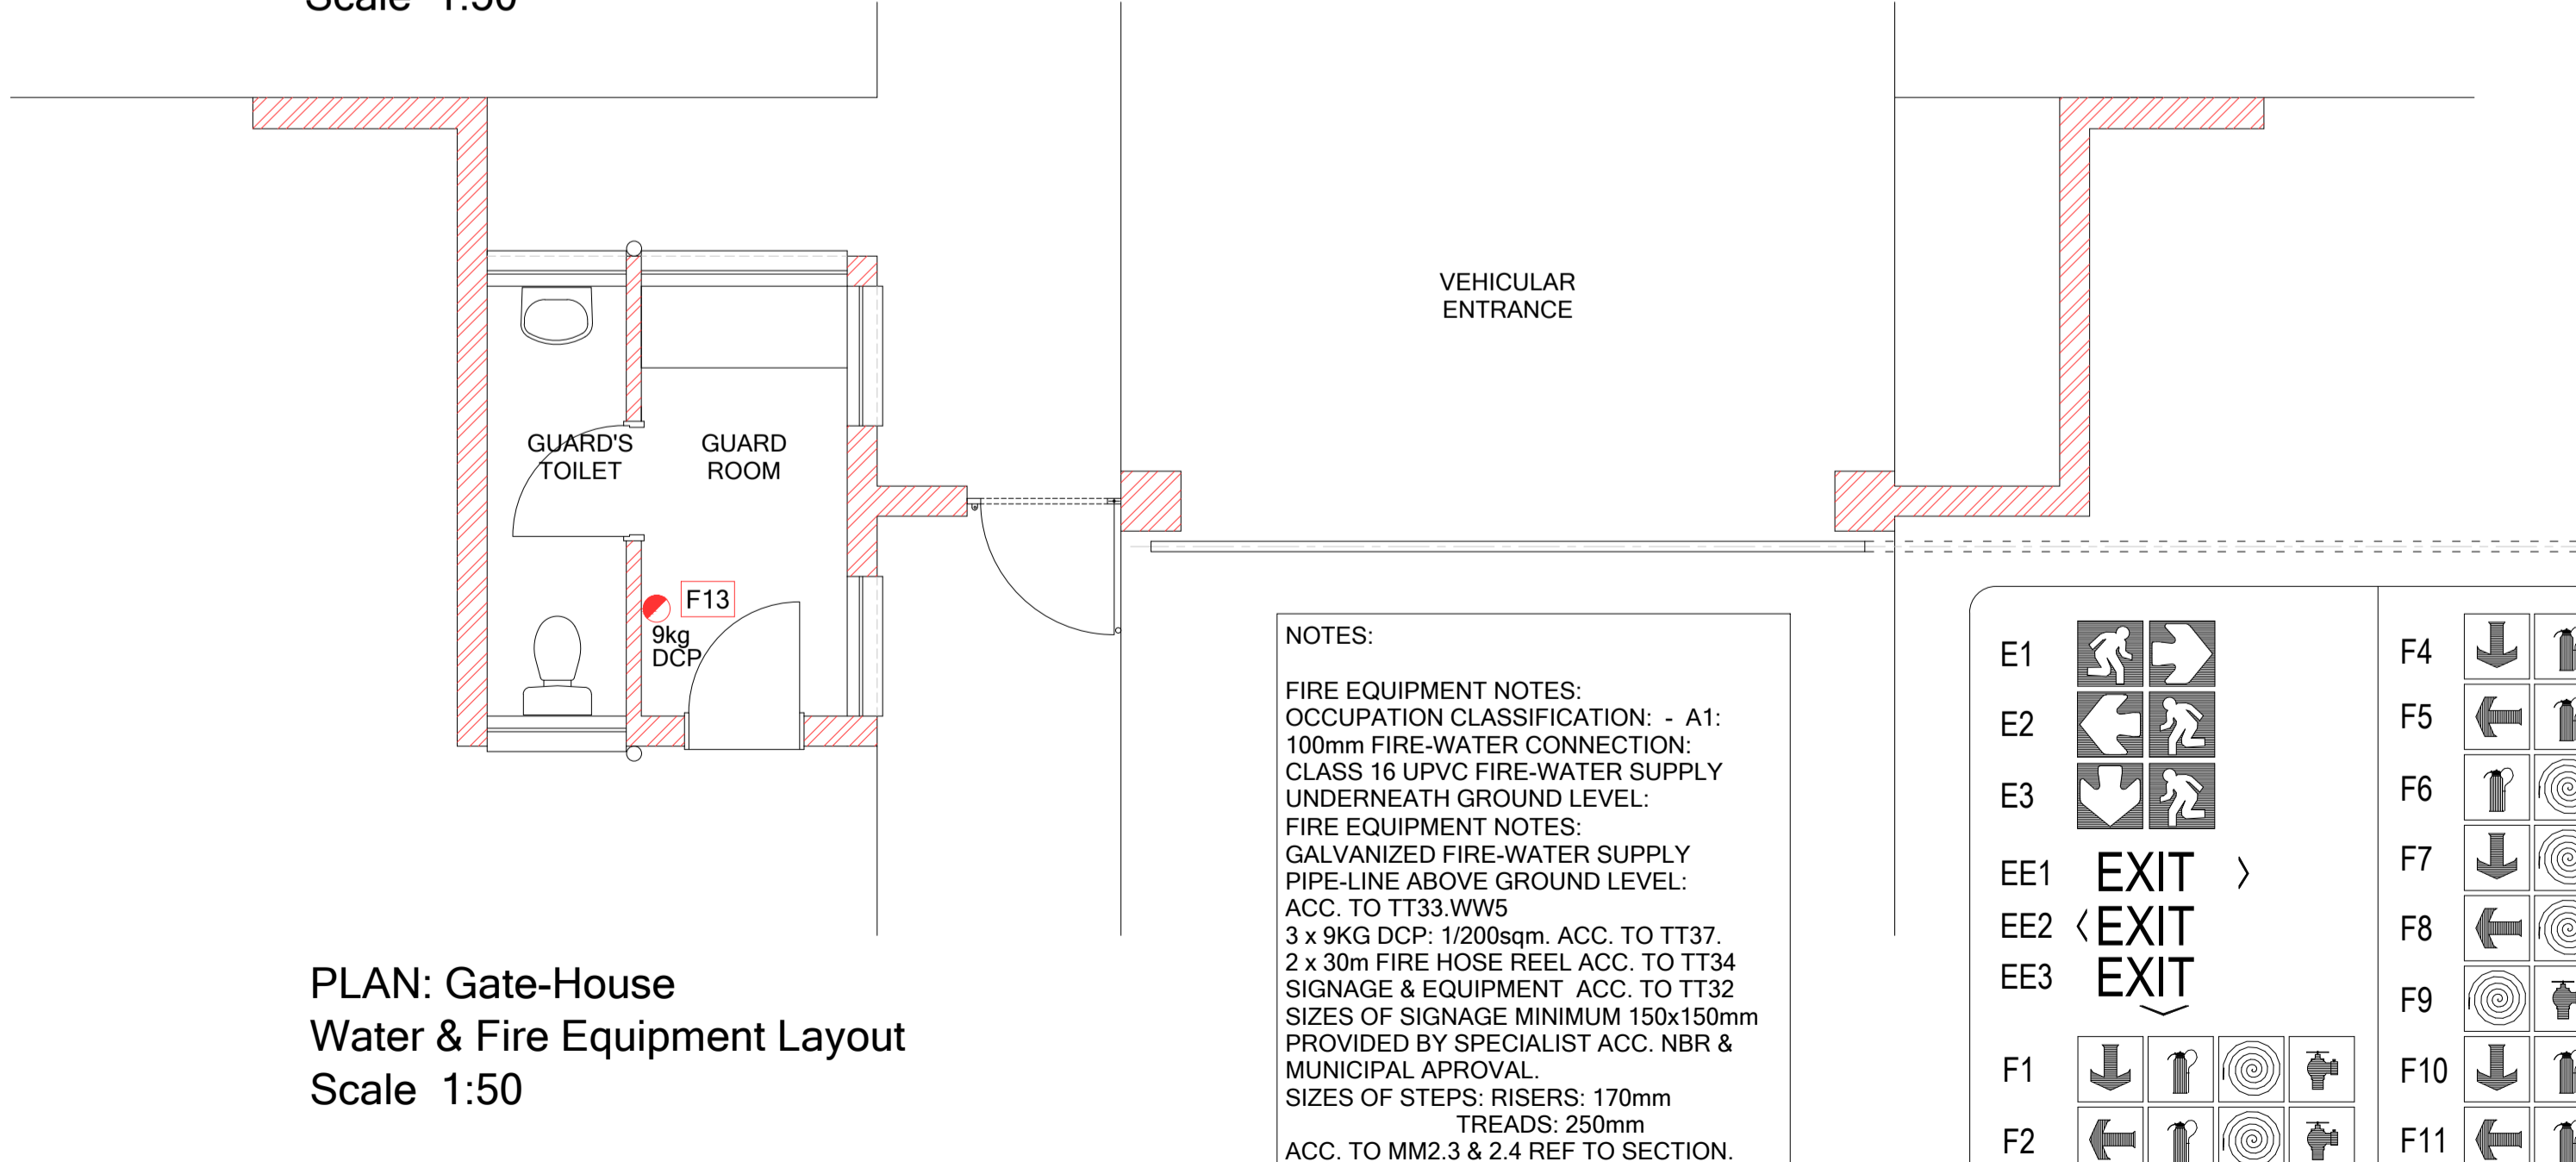 Scale 1:50
VEHICULAR
ENTRANCE
GUARD'S
TOILET
GUARD
ROOM
F13
9kg
DCP
PLAN: Gate-House
Water & Fire Equipment Layout
Scale 1:50
NOTES:
FIRE EQUIPMENT NOTES:
OCCUPATION CLASSIFICATION: - A1:
100mm FIRE-WATER CONNECTION:
CLASS 16 UPVC FIRE-WATER SUPPLY
UNDERNEATH GROUND LEVEL:
FIRE EQUIPMENT NOTES:
GALVANIZED FIRE-WATER SUPPLY
PIPE-LINE ABOVE GROUND LEVEL:
ACC. TO TT33.WW5
3 x 9KG DCP: 1/200sqm. ACC. TO TT37.
2 x 30m FIRE HOSE REEL ACC. TO TT34
SIGNAGE & EQUIPMENT ACC. TO TT32
SIZES OF SIGNAGE MINIMUM 150x150mm
PROVIDED BY SPECIALIST ACC. NBR &
MUNICIPAL APROVAL.
SIZES OF STEPS: RISERS: 170mm
TREADS: 250mm
ACC. TO MM2.3 & 2.4 REF TO SECTION.
E1
E2
E3
EE1 EXIT >
EE2 <EXIT
EE3 EXIT
F1
F2
F4
F5
F6
F7
F8
F9
F10
F11